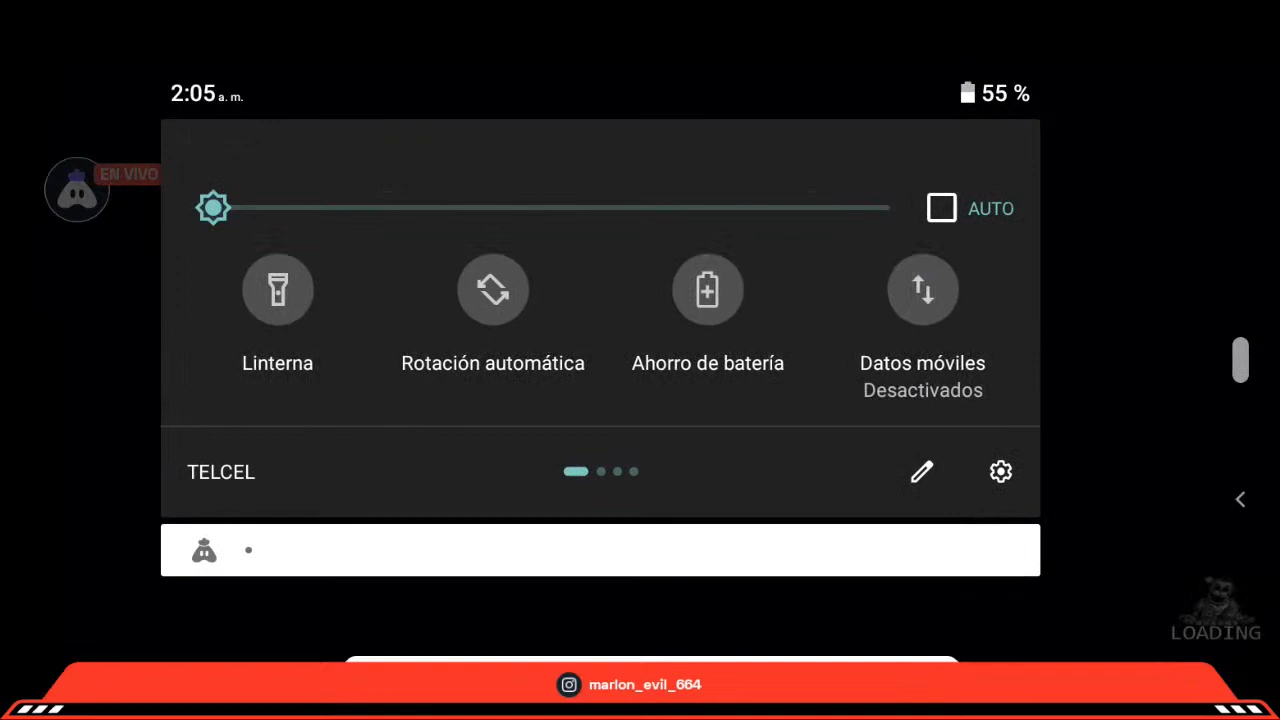 2:05 a. m.
55 %
EN VIVO
AUTO
Linterna
Rotación automática
Ahorro de batería
Datos móviles
Desactivados
TELCEL
LOADING
marlon_evil_664